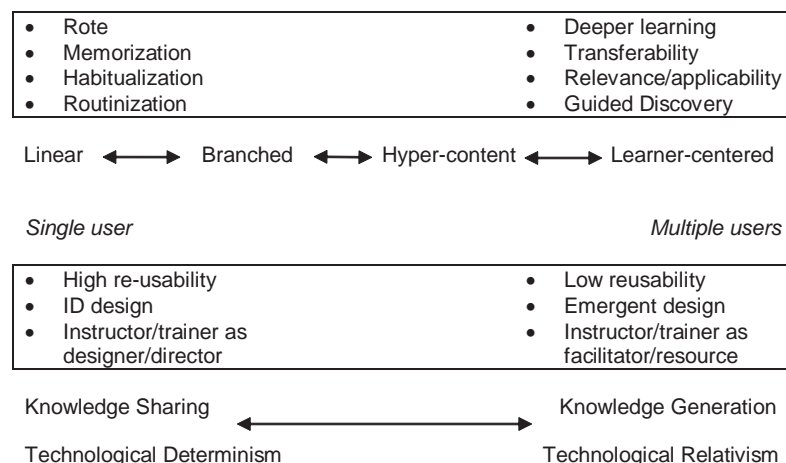 • Rote
• Memorization
• Habitualization
• Routinization
• Deeper learning
• Transferability
• Relevance/applicability
• Guided Discovery
Linear Branched Hyper-content Learner-centered
Single user Multiple users
• High re-usability
• ID design
• Instructor/trainer as
designer/director
• Low reusability
• Emergent design
• Instructor/trainer as
facilitator/resource
Knowledge Sharing Knowledge Generation
Technological Determinism Technological Relativism